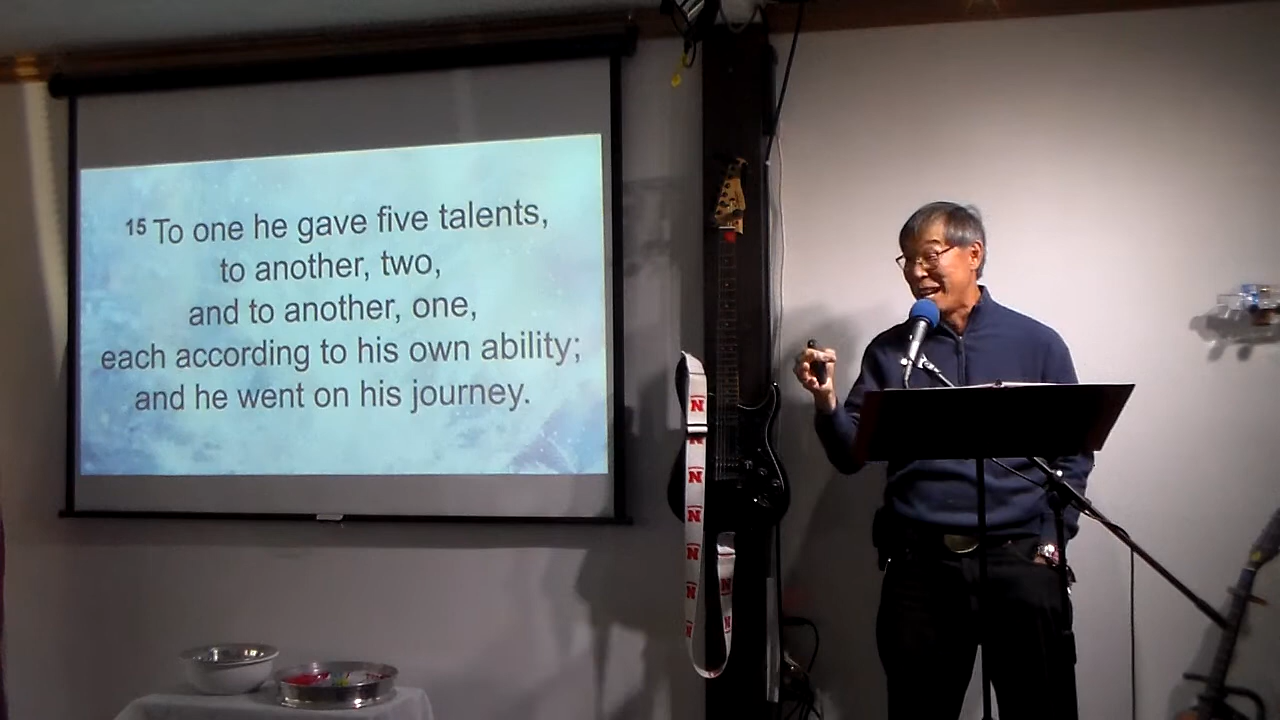 15 To one he gave five talents,
to another, two,
and to another, one,
each according to his own ability;
and he went on his journey.
N
N
N
N
N
N
N
N
N
N